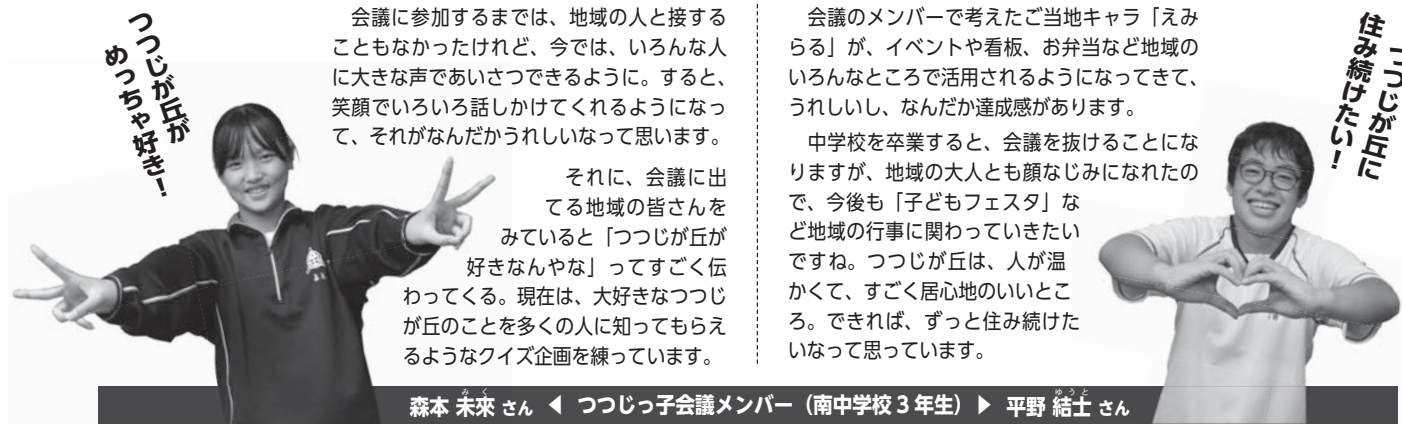 つつじが丘が
めっちゃ好き！
会議に参加するまでは、地域の人と接する
こともなかったけれど、今では、いろんな人
に大きな声であいさつできるように。すると、
笑顔でいろいろ話しかけてくれるようになっ
て、それがなんだかうれしいなって思います。
それに、会議に出
てる地域の皆さんを
みていると「つつじが丘が
好きなんやな」ってすごく伝
わってくる。現在は、大好きなつつじ
が丘のことを多くの人に知ってもらえ
るようなクイズ企画を練っています。
つつじが丘に
住み続けたい！
会議のメンバーで考えたご当地キャラ「えみ
らる」が、イベントや看板、お弁当など地域の
いろんなところで活用されるようになってきて、
うれしいし、なんだか達成感があります。
中学校を卒業すると、会議を抜けることにな
りますが、地域の大人とも顔なじみになれたの
で、今後も「子どもフェスタ」な
ど地域の行事に関わっていきたい
ですね。つつじが丘は、人が温
かくて、すごく居心地のいいとこ
ろ。できれば、ずっと住み続けた
いなって思っています。
みく ゆうと
森本 未來 さん ◀ つつじっ子会議メンバー（南中学校３年生）▶ 平野 結士 さん